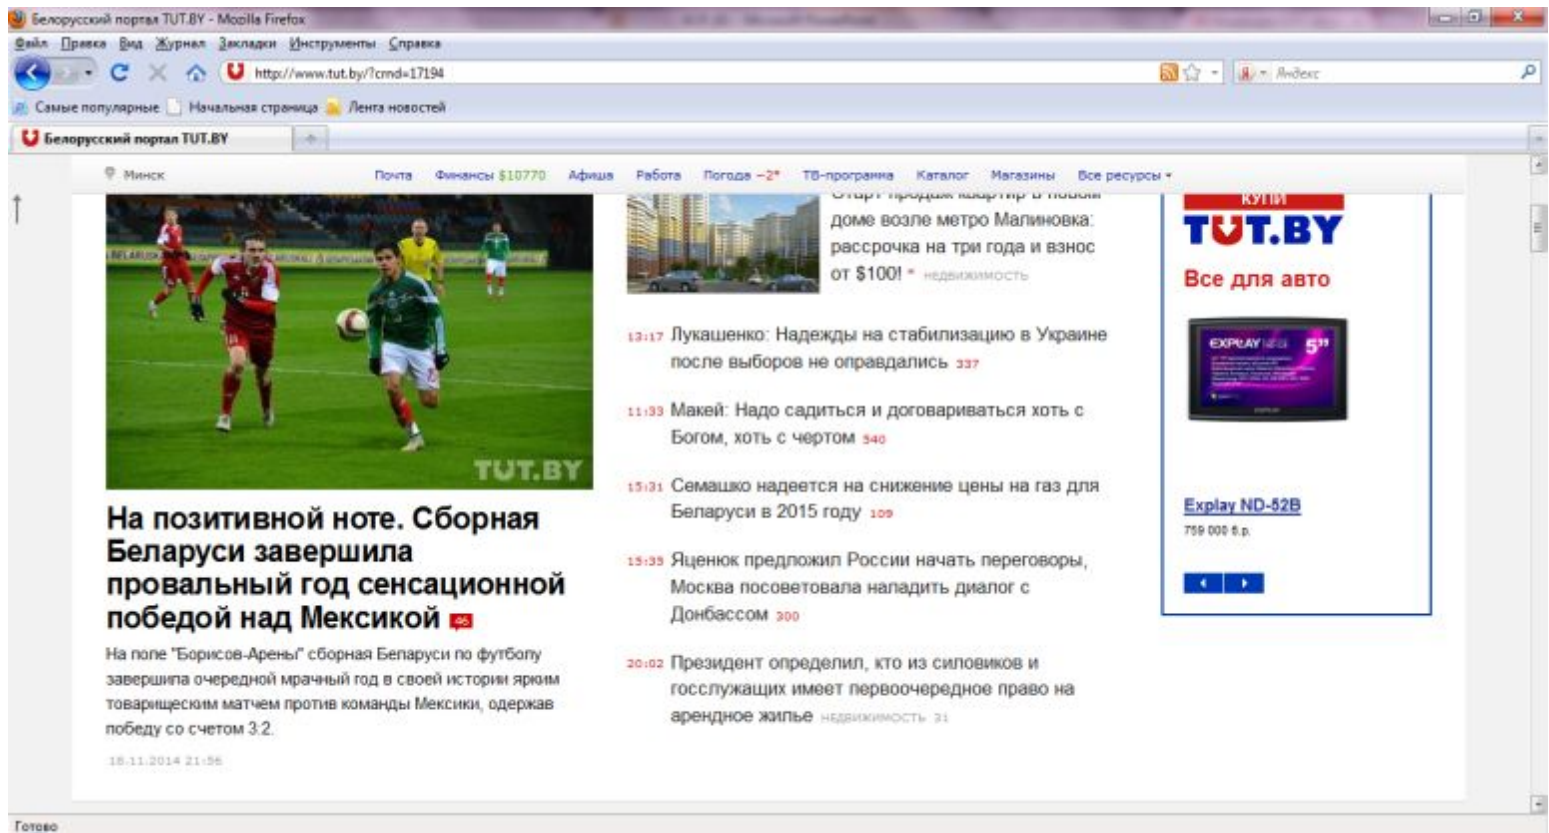 Белорусский портал TUT.BY - Mozilla Firefox
Файл Правка Вид Журнал Закладки Инструменты Справка
http://www.tut.by/?crnd=17194
Яндекс
Самые популярные Начальная страница Лента новостей
Белорусский портал TUT.BY
Минск Почта Финансы $10770 Афиша Работа Погода −2° ТВ-программа Каталог Магазины Все ресурсы
TUT.BY
На позитивной ноте. Сборная
Беларуси завершила
провальный год сенсационной
победой над Мексикой 46
На поле "Борисов-Арены" сборная Беларуси по футболу
завершила очередной мрачный год в своей истории ярким
товарищеским матчем против команды Мексики, одержав
победу со счетом 3:2.
18.11.2014 21:56
Старт продаж квартир в новом
доме возле метро Малиновка:
рассрочка на три года и взнос
от $100! * недвижимость
13:17 Лукашенко: Надежды на стабилизацию в Украине
после выборов не оправдались 337
11:33 Макей: Надо садиться и договариваться хоть с
Богом, хоть с чертом 340
15:31 Семашко надеется на снижение цены на газ для
Беларуси в 2015 году 109
15:35 Яценюк предложил России начать переговоры,
Москва посоветовала наладить диалог с
Донбассом 300
20:02 Президент определил, кто из силовиков и
госслужащих имеет первоочередное право на
арендное жилье недвижимость 31
КУПИ
TUT.BY
Все для авто
EXPLAY
5"
Explay ND-52B
759 000 б.р.
Готово